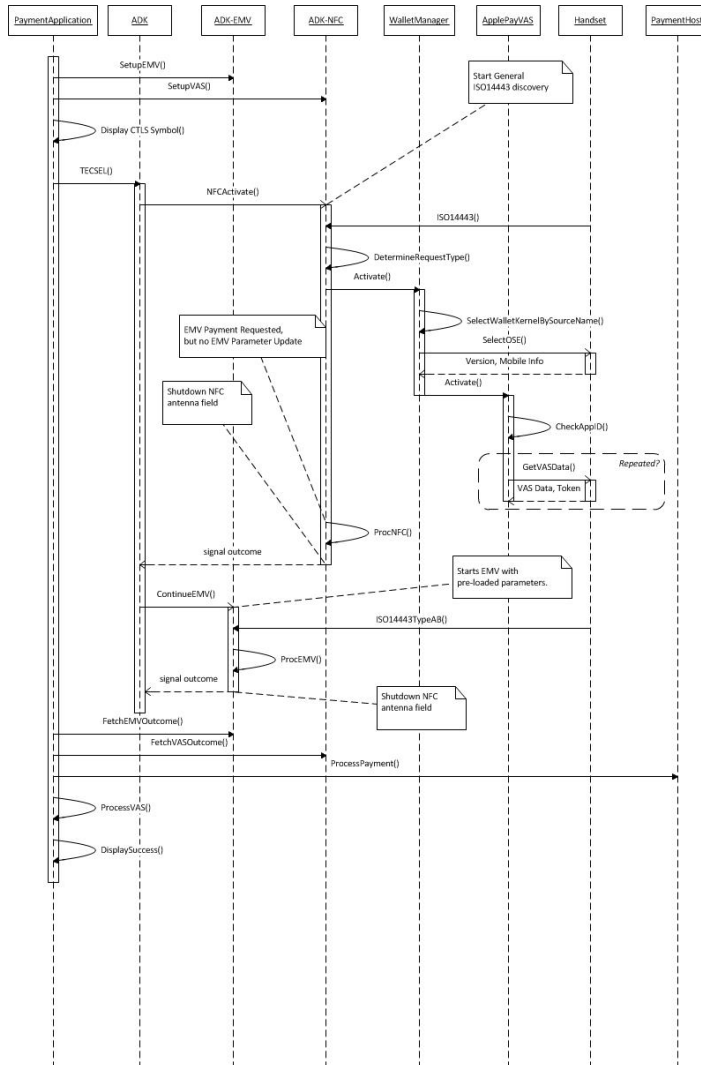 PaymentApplication
ADK
ADK-EMV
ADK-NFC
WalletManager
ApplePayVAS
Handset
PaymentHost
SetupEMV()
SetupVAS()
Start General
ISO14443 discovery
Display CTLS Symbol()
TECSEL()
NFCActivate()
ISO14443()
DetermineRequestType()
Activate()
SelectWalletKernelBySourceName()
EMV Payment Requested,
but no EMV Parameter Update
SelectOSE()
Version, Mobile Info
Shutdown NFC
antenna field
Activate()
CheckAppID()
Repeated?
GetVASData()
VAS Data, Token
ProcNFC()
signal outcome
Starts EMV with
pre-loaded parameters.
ContinueEMV()
ISO14443TypeAB()
ProcEMV()
signal outcome
Shutdown NFC
antenna field
FetchEMVOutcome()
FetchVASOutcome()
ProcessPayment()
ProcessVAS()
DisplaySuccess()